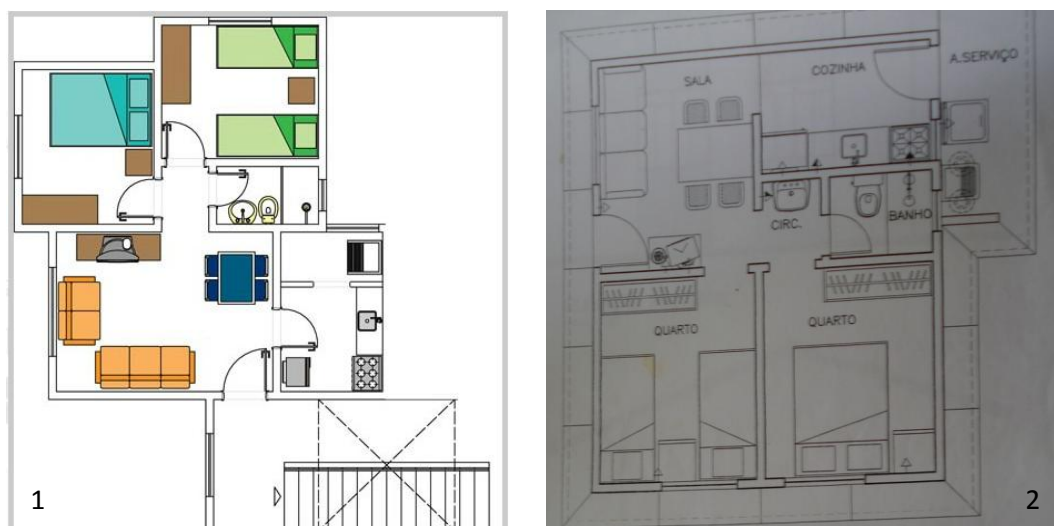 1
SALA
COZINHA
A.SERVIÇO
CIRC.
BANHO
QUARTO
QUARTO
2